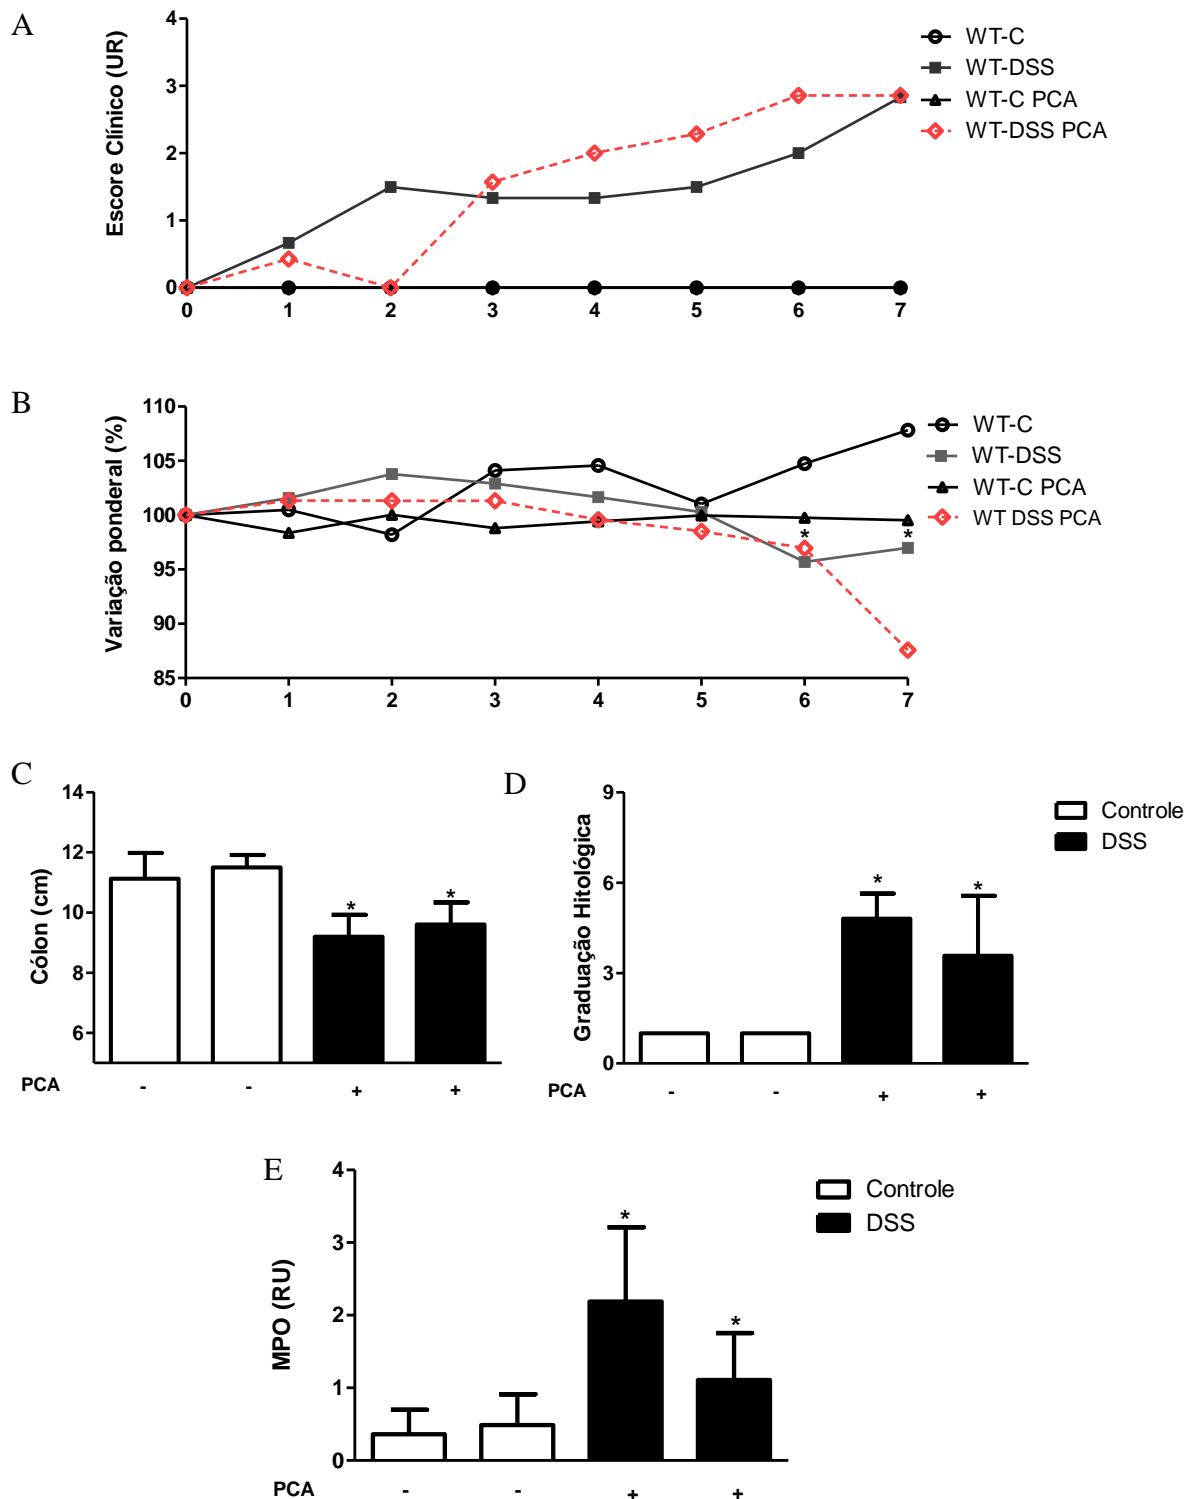 A
Escore Clínico (UR)
4
3
2
1
0
0 1 2 3 4 5 6 7
WT-C
WT-DSS
WT-C PCA
WT-DSS PCA
B
Variação ponderal (%)
110
105
100
95
90
85
0 1 2 3 4 5 6 7
* *
WT-C
WT-DSS
WT-C PCA
WT DSS PCA
C
Cólon (cm)
14
12
10
8
6
* *
PCA - - + +
D
Graduação Hitológica
9
6
3
0
* *
PCA - - + +
Controle
DSS
E
MPO (RU)
4
3
2
1
0
* *
PCA - - + +
Controle
DSS